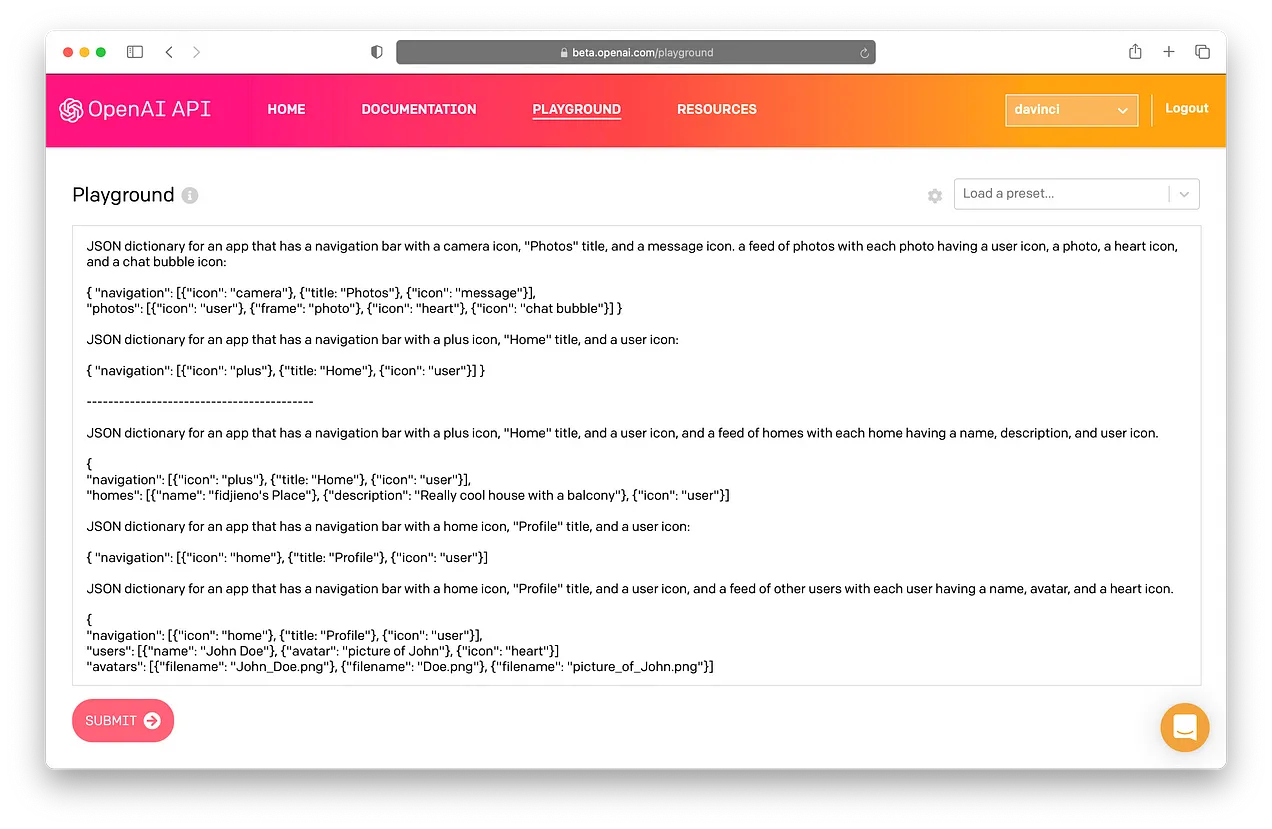 beta.openai.com/playground
OpenAI API
HOME
DOCUMENTATION
PLAYGROUND
RESOURCES
davinci
Logout
Playground
Load a preset...
JSON dictionary for an app that has a navigation bar with a camera icon, "Photos" title, and a message icon. a feed of photos with each photo having a user icon, a photo, a heart icon,
and a chat bubble icon:
{ "navigation": [{"icon": "camera"}, {"title: "Photos"}, {"icon": "message"}],
"photos": [{"icon": "user"}, {"frame": "photo"}, {"icon": "heart"}, {"icon": "chat bubble"}] }
JSON dictionary for an app that has a navigation bar with a plus icon, "Home" title, and a user icon:
{ "navigation": [{"icon": "plus"}, {"title: "Home"}, {"icon": "user"}] }
------------------------------------------
JSON dictionary for an app that has a navigation bar with a plus icon, "Home" title, and a user icon, and a feed of homes with each home having a name, description, and user icon.
{
"navigation": [{"icon": "plus"}, {"title: "Home"}, {"icon": "user"}],
"homes": [{"name": "fidjieno's Place"}, {"description": "Really cool house with a balcony"}, {"icon": "user"}]
JSON dictionary for an app that has a navigation bar with a home icon, "Profile" title, and a user icon:
{ "navigation": [{"icon": "home"}, {"title: "Profile"}, {"icon": "user"}]
JSON dictionary for an app that has a navigation bar with a home icon, "Profile" title, and a user icon, and a feed of other users with each user having a name, avatar, and a heart icon.
{
"navigation": [{"icon": "home"}, {"title: "Profile"}, {"icon": "user"}],
"users": [{"name": "John Doe"}, {"avatar": "picture of John"}, {"icon": "heart"}]
"avatars": [{"filename": "John_Doe.png"}, {"filename": "Doe.png"}, {"filename": "picture_of_John.png"}]
SUBMIT